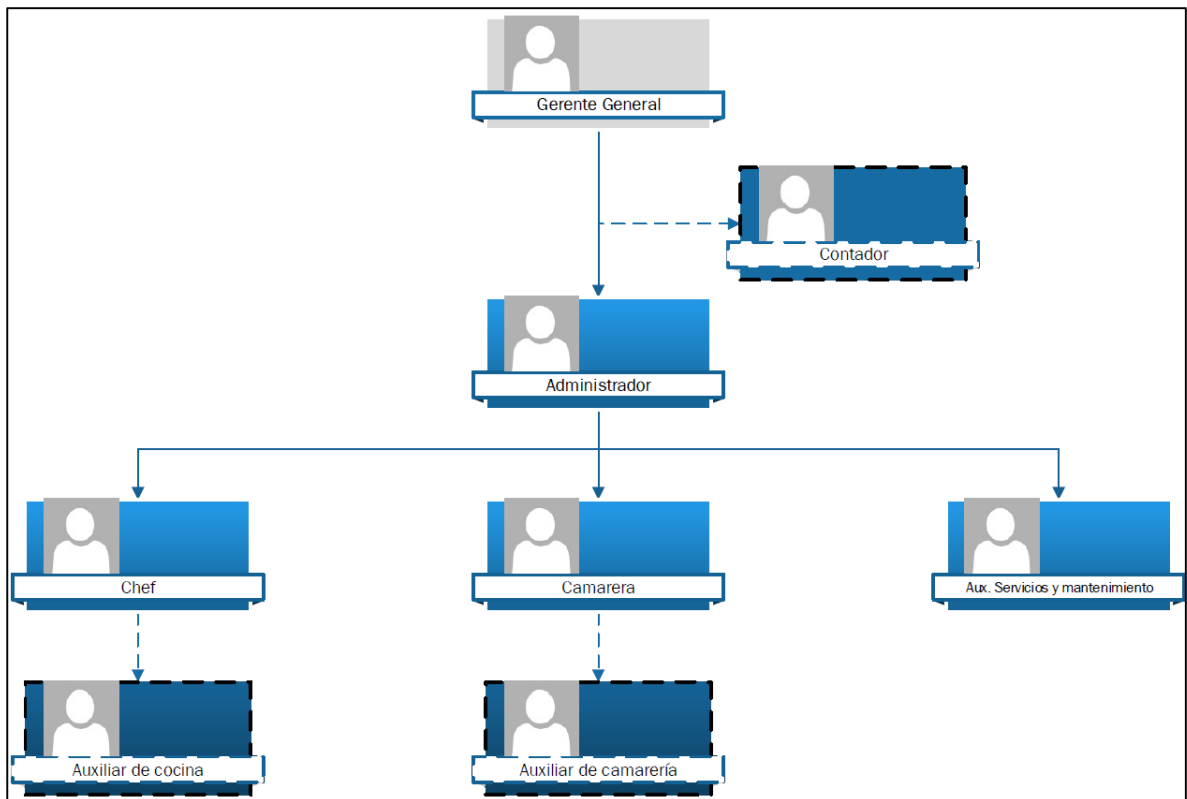 Gerente General
Contador
Administrador
Chef
Camarera
Aux. Servicios y mantenimiento
Auxiliar de cocina
Auxiliar de camarería